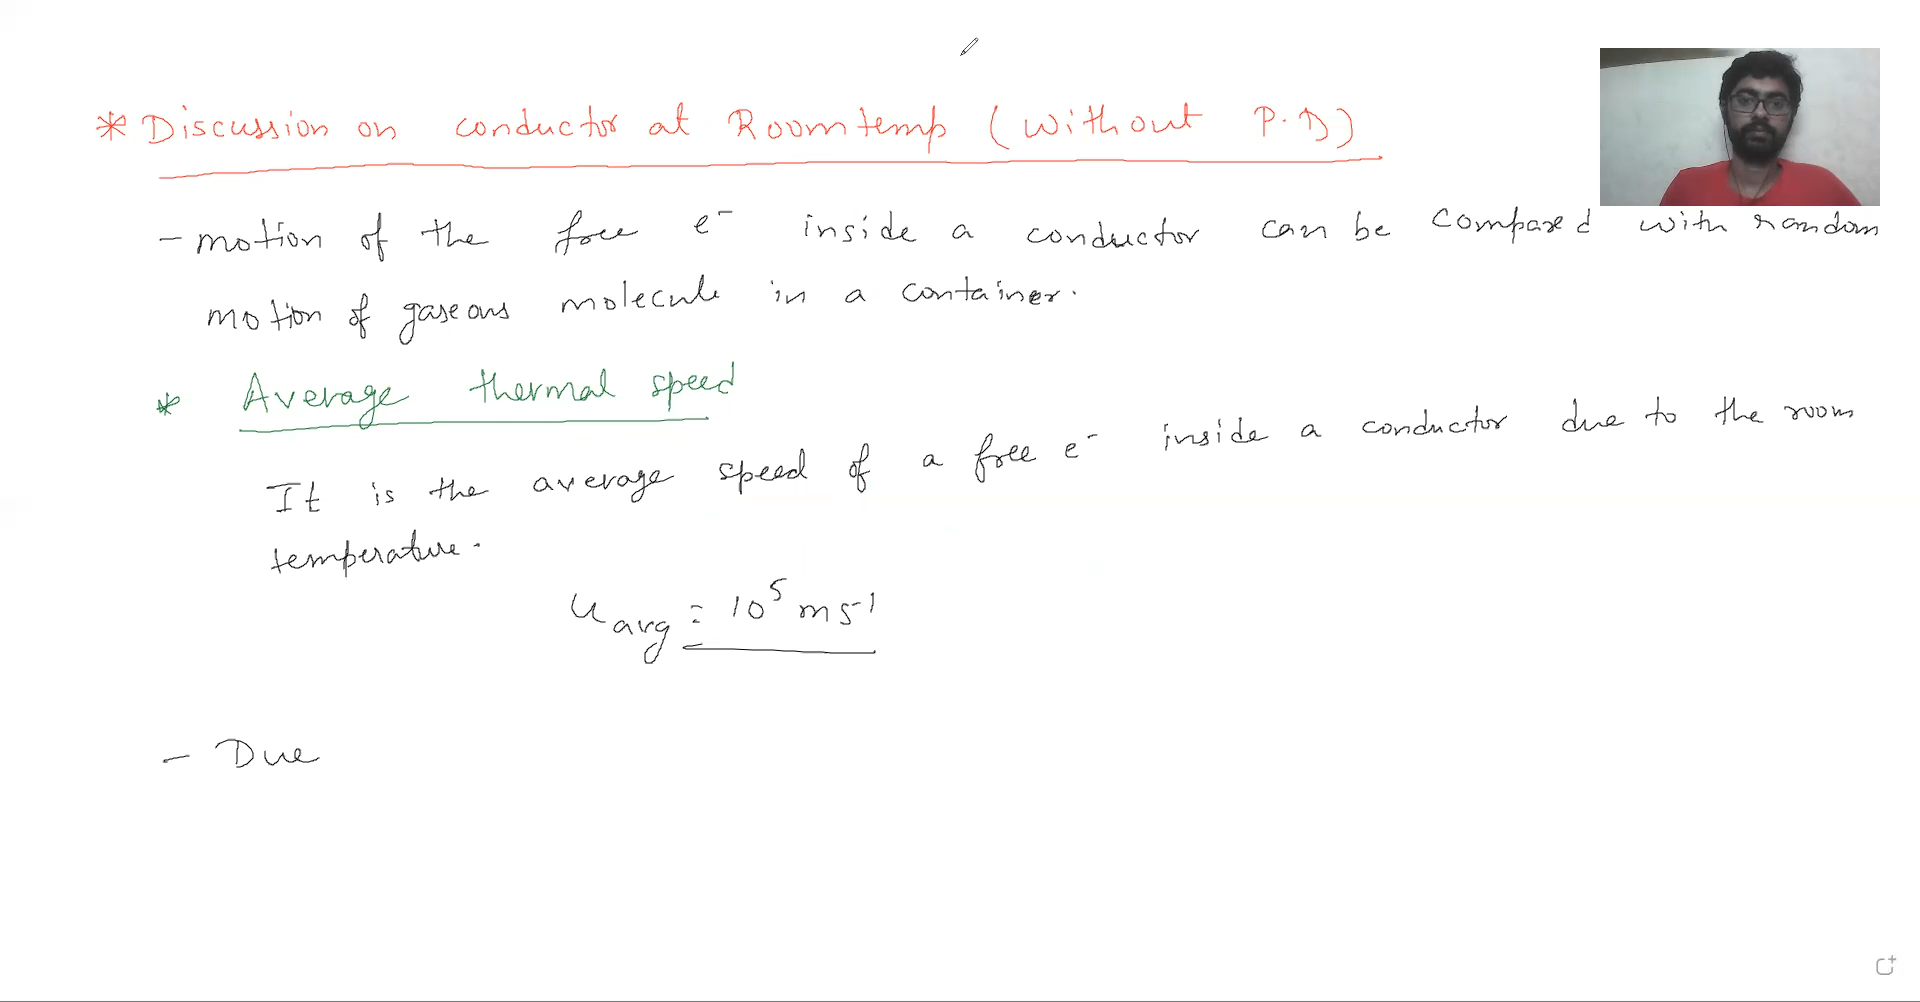 * Discussion on conductor at Room temp (without P.D)
- motion of the free e⁻ inside a conductor can be compared with random
motion of gaseous molecule in a container.
* Average thermal speed
It is the average speed of a free e⁻ inside a conductor due to the room
temperature.
u avg = 10⁵ ms⁻¹
- Due